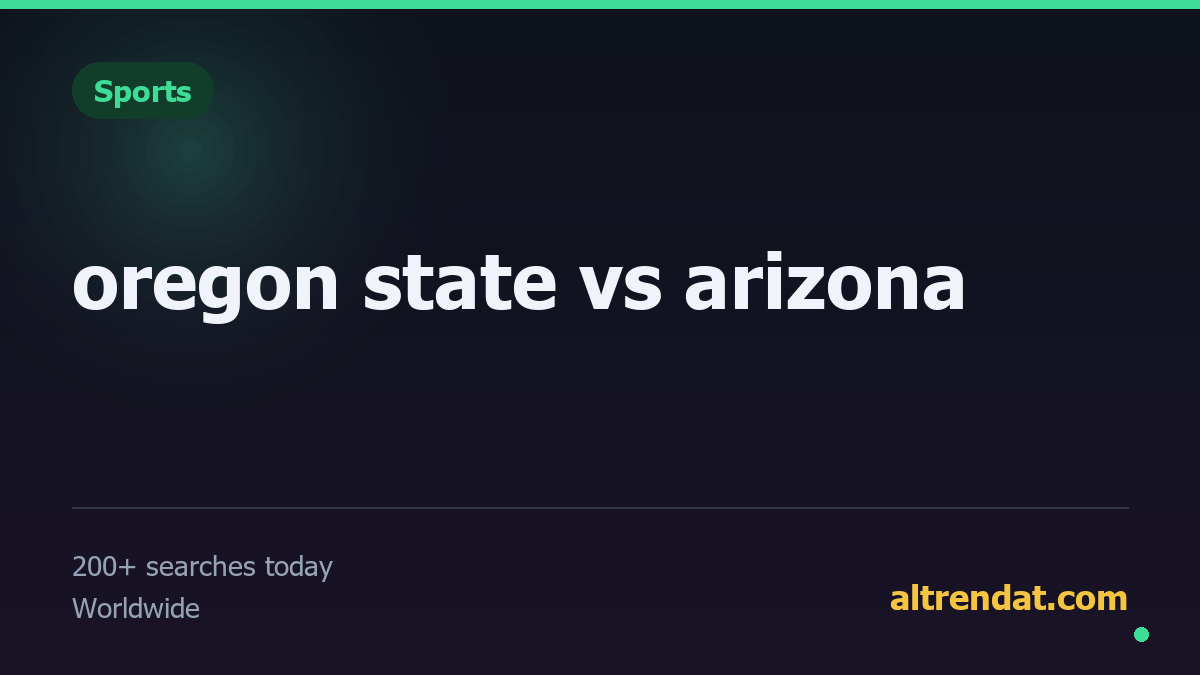 Sports
oregon state vs arizona
200+ searches today
Worldwide
altrendat.com